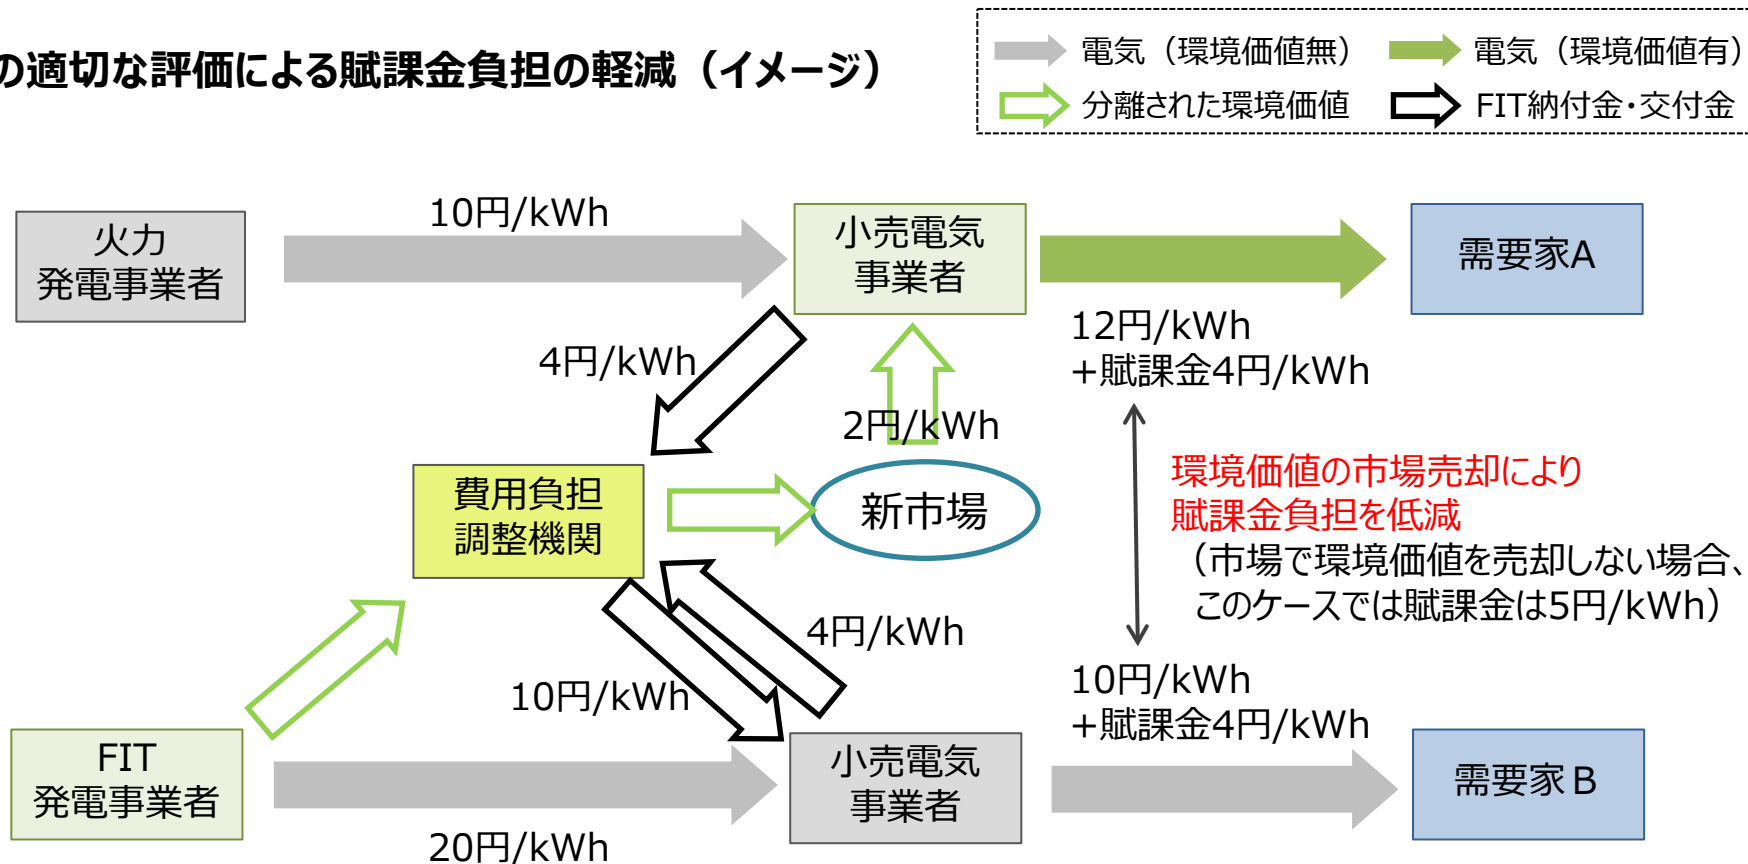 の適切な評価による賦課金負担の軽減（イメージ）
電気（環境価値無）
電気（環境価値有）
分離された環境価値
FIT納付金・交付金
火力
発電事業者
10円/kWh
小売電気
事業者
需要家A
12円/kWh
+賦課金4円/kWh
4円/kWh
2円/kWh
費用負担
調整機関
新市場
環境価値の市場売却により
賦課金負担を低減
（市場で環境価値を売却しない場合、
このケースでは賦課金は5円/kWh）
4円/kWh
10円/kWh
10円/kWh
+賦課金4円/kWh
FIT
発電事業者
20円/kWh
小売電気
事業者
需要家Ｂ